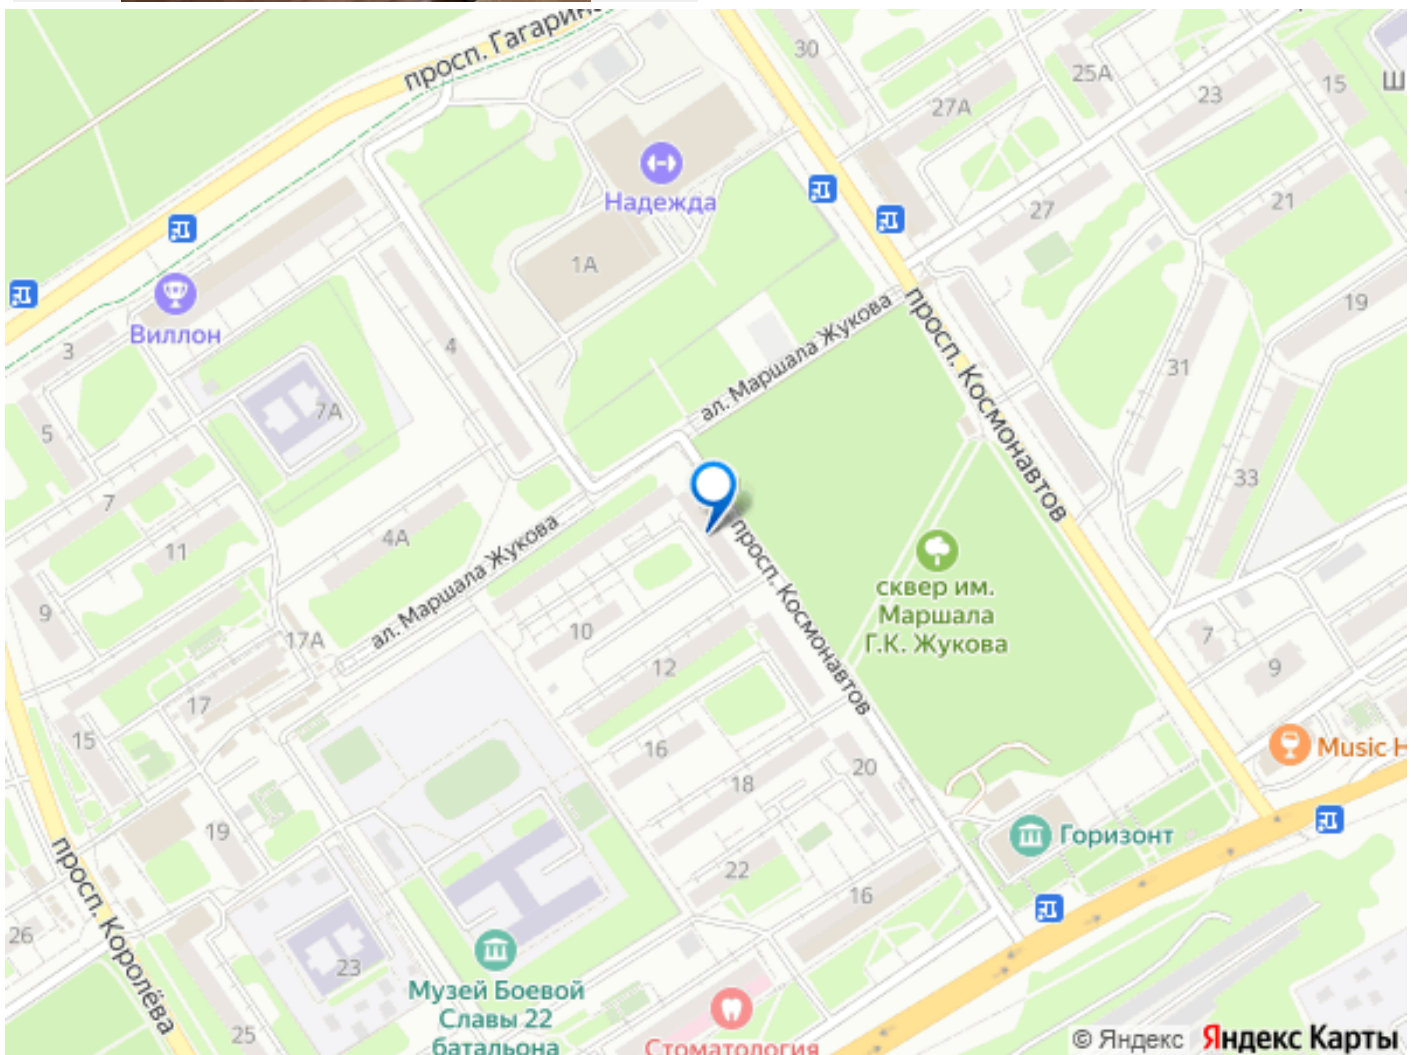 просп. Гагарина
30
25А
15
Ш
23
27А
Надежда
27
21
1А
19
ал. Маршала Жукова
просп. Космонавтов
Виллон
3
4
31
7А
5
33
7
4А
11
ал. Маршала Жукова
просп. Космонавтов
сквер им.
Маршала
Г.К. Жукова
9
17А
10
12
7
9
17
15
16
18
20
Music H
19
Горизонт
22
16
просп. Королёва
26
23
25
Музей Боевой
Славы 22
батальона
Стоматология
© Яндекс Яндекс Карты